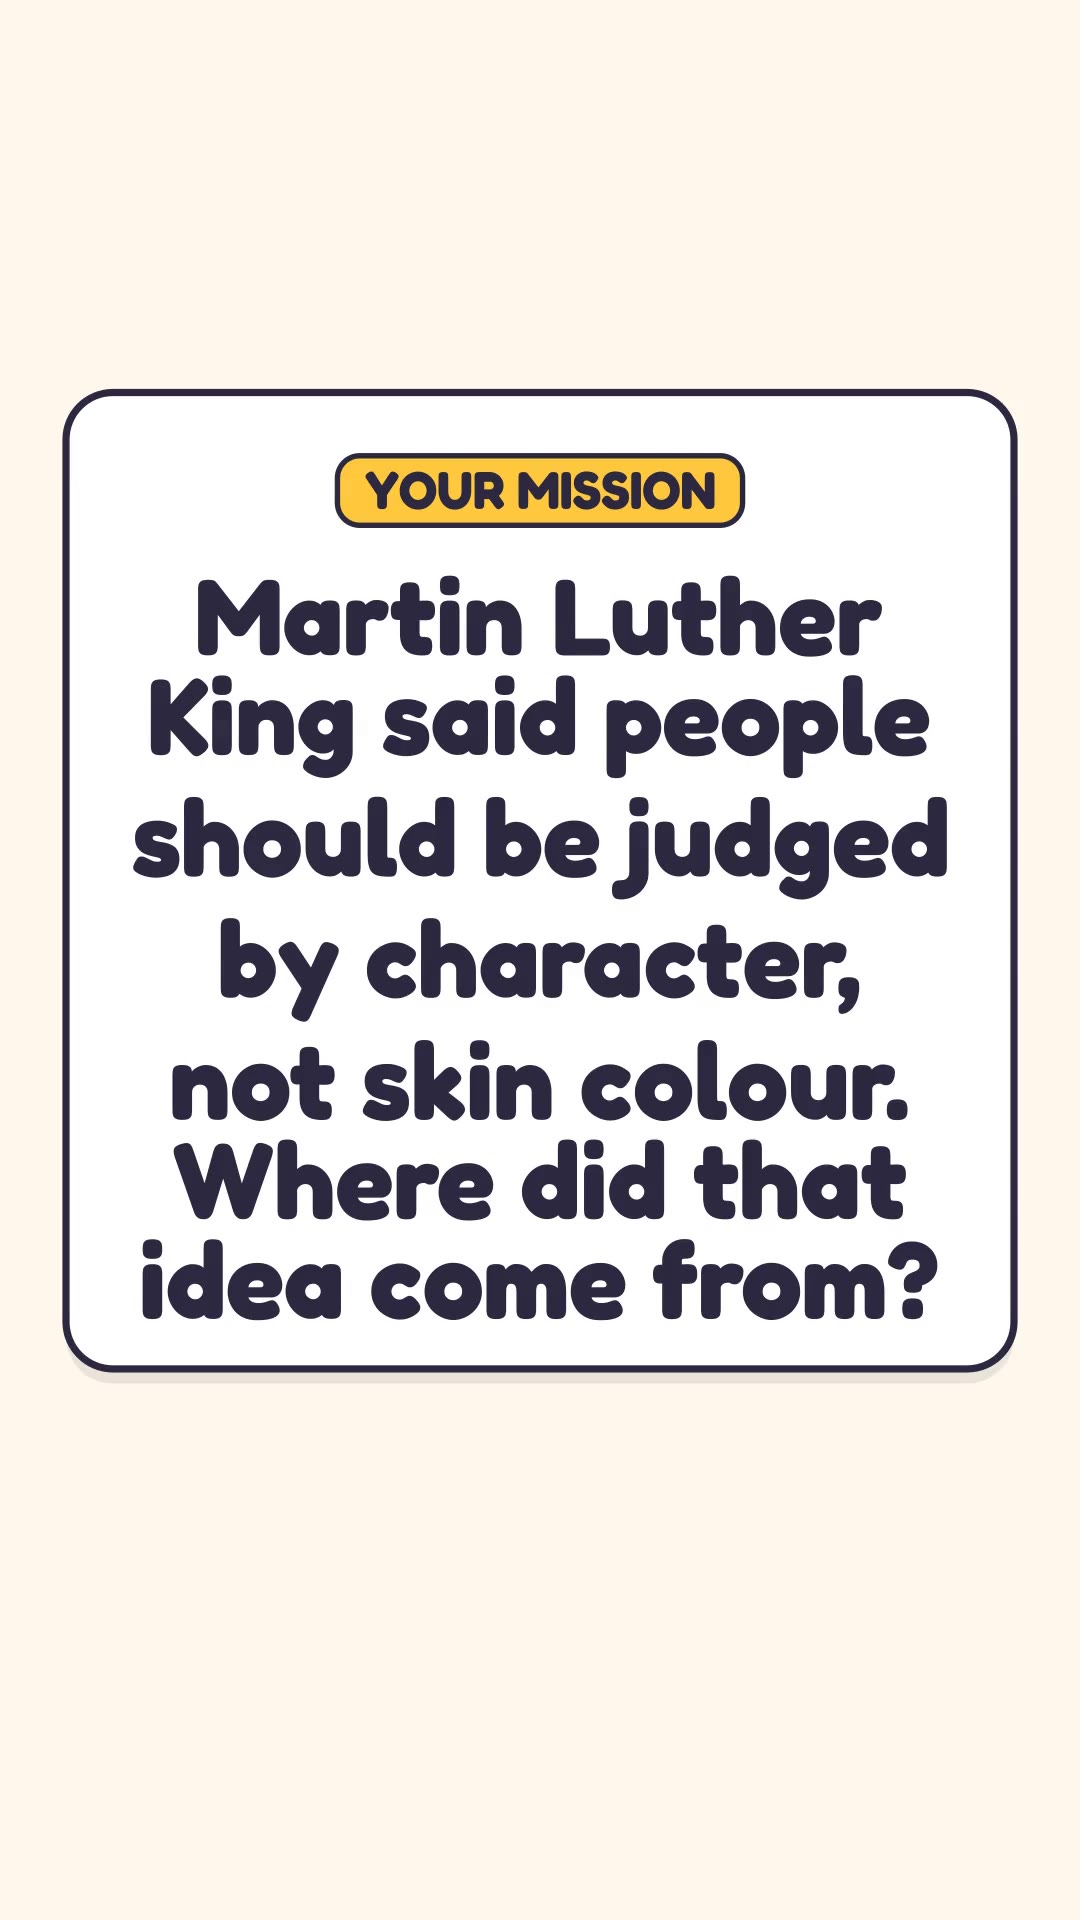 YOUR MISSION
Martin Luther
King said people
should be judged
by character,
not skin colour.
Where did that
idea come from?